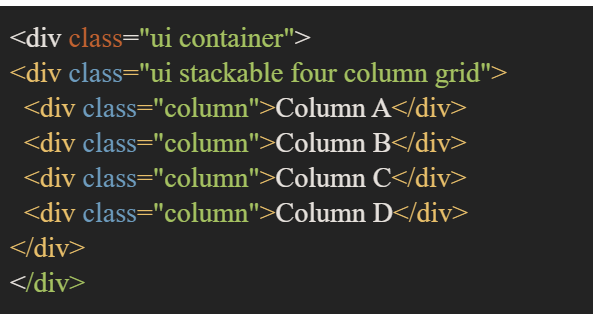 <div class="ui container">
<div class="ui stackable four column grid">
  <div class="column">Column A</div>
  <div class="column">Column B</div>
  <div class="column">Column C</div>
  <div class="column">Column D</div>
</div>
</div>